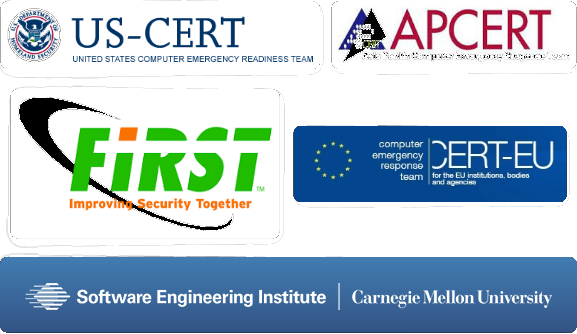 US-CERT
UNITED STATES COMPUTER EMERGENCY READINESS TEAM
APCERT
FiRST
TM
Improving Security Together
computer
emergency
response
team
CERT-EU
for the EU institutions, bodies
and agencies
Software Engineering Institute
Carnegie Mellon University